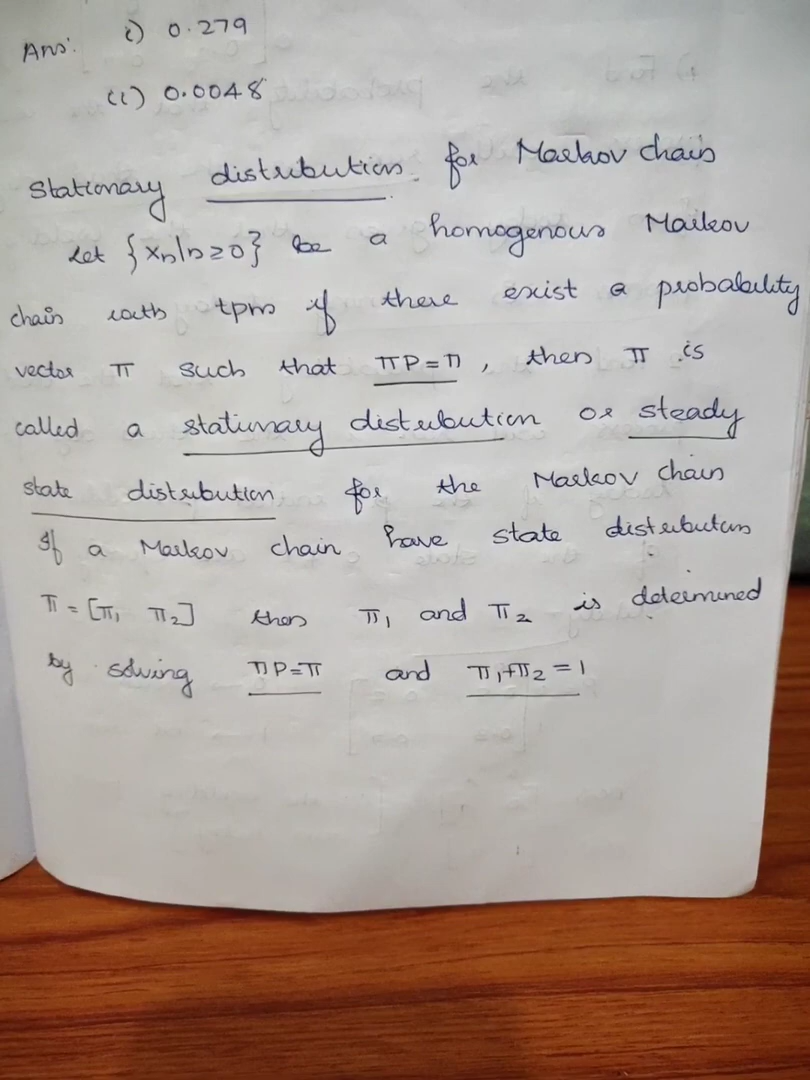 Ans: i) 0.279
(ii) 0.0048
Stationary distribution for Markov chain
Let {Xn|n≥0} be a homogenous Markov
chain with tpm if there exist a probability
vector π such that πP=π, then π is
called a stationary distribution or steady
state distribution for the Markov chain
If a Markov chain have state distribution
π = [π1 π2] then π1 and π2 is determined
by solving πP=π and π1+π2=1